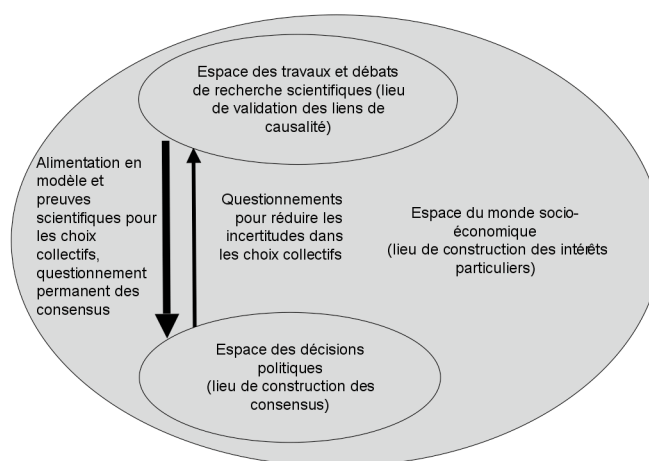 Espace des travaux et débats
de recherche scientifiques (lieu
de validation des liens de
causalité)
Alimentation en
modèle et
preuves
scientifiques pour
les choix
collectifs,
questionnement
permanent des
consensus
Questionnements
pour réduire les
incertitudes dans
les choix collectifs
Espace du monde socio-
économique
(lieu de construction des intérêts
particuliers)
Espace des décisions
politiques
(lieu de construction des
consensus)